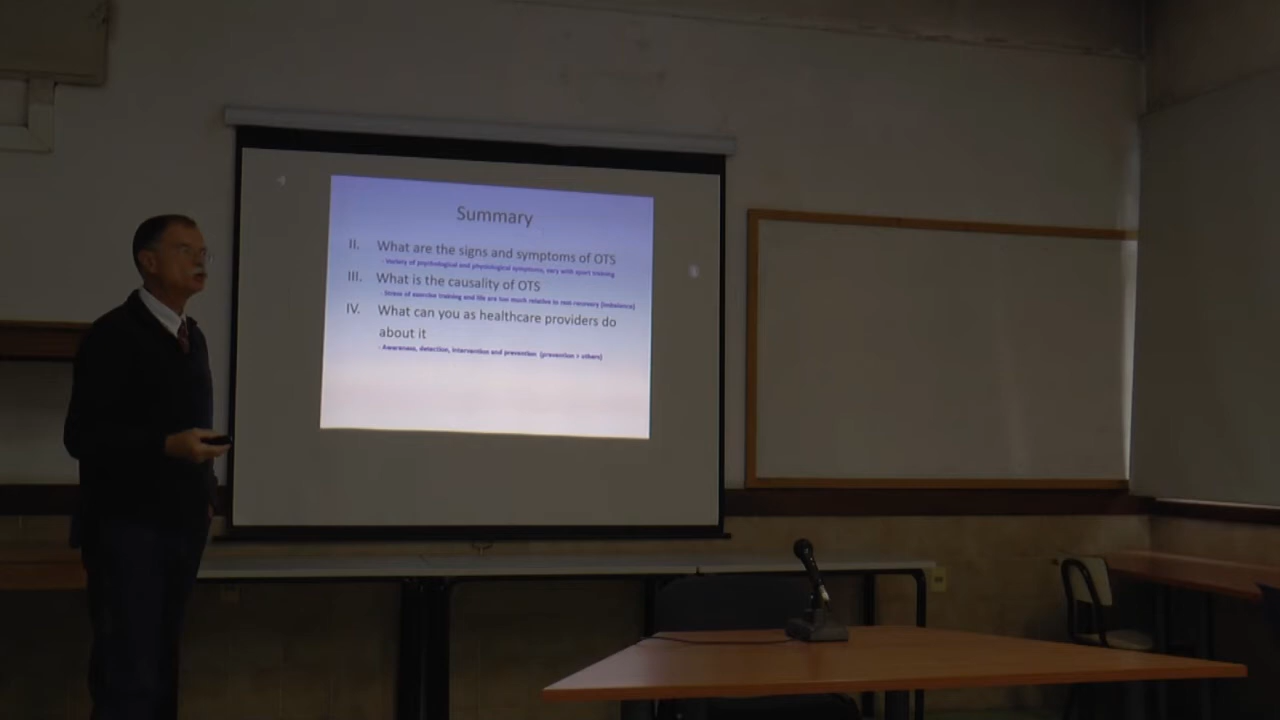 Summary
II. What are the signs and symptoms of OTS
- Variety of psychological and physiological symptoms, vary with sport training
III. What is the causality of OTS
- Stress of exercise training and life are too much relative to rest-recovery (imbalance)
IV. What can you as healthcare providers do
about it
- Awareness, detection, intervention and prevention (prevention > others)